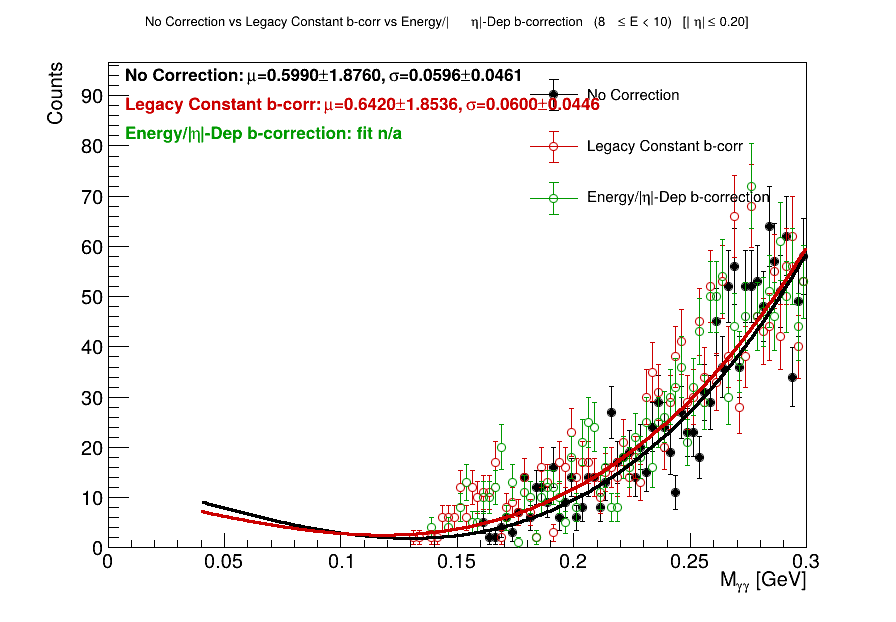 No Correction vs Legacy Constant b-corr vs Energy/| η|-Dep b-correction (8 ≤ E < 10) [| η| ≤ 0.20]
Counts
No Correction: μ=0.5990±1.8760, σ=0.0596±0.0461
Legacy Constant b-corr: μ=0.6420±1.8536, σ=0.0600±0.0446
Energy/|η|-Dep b-correction: fit n/a
No Correction
Legacy Constant b-corr
Energy/|η|-Dep b-correction
90
80
70
60
50
40
30
20
10
0
0 0.05 0.1 0.15 0.2 0.25 0.3
Mγγ [GeV]